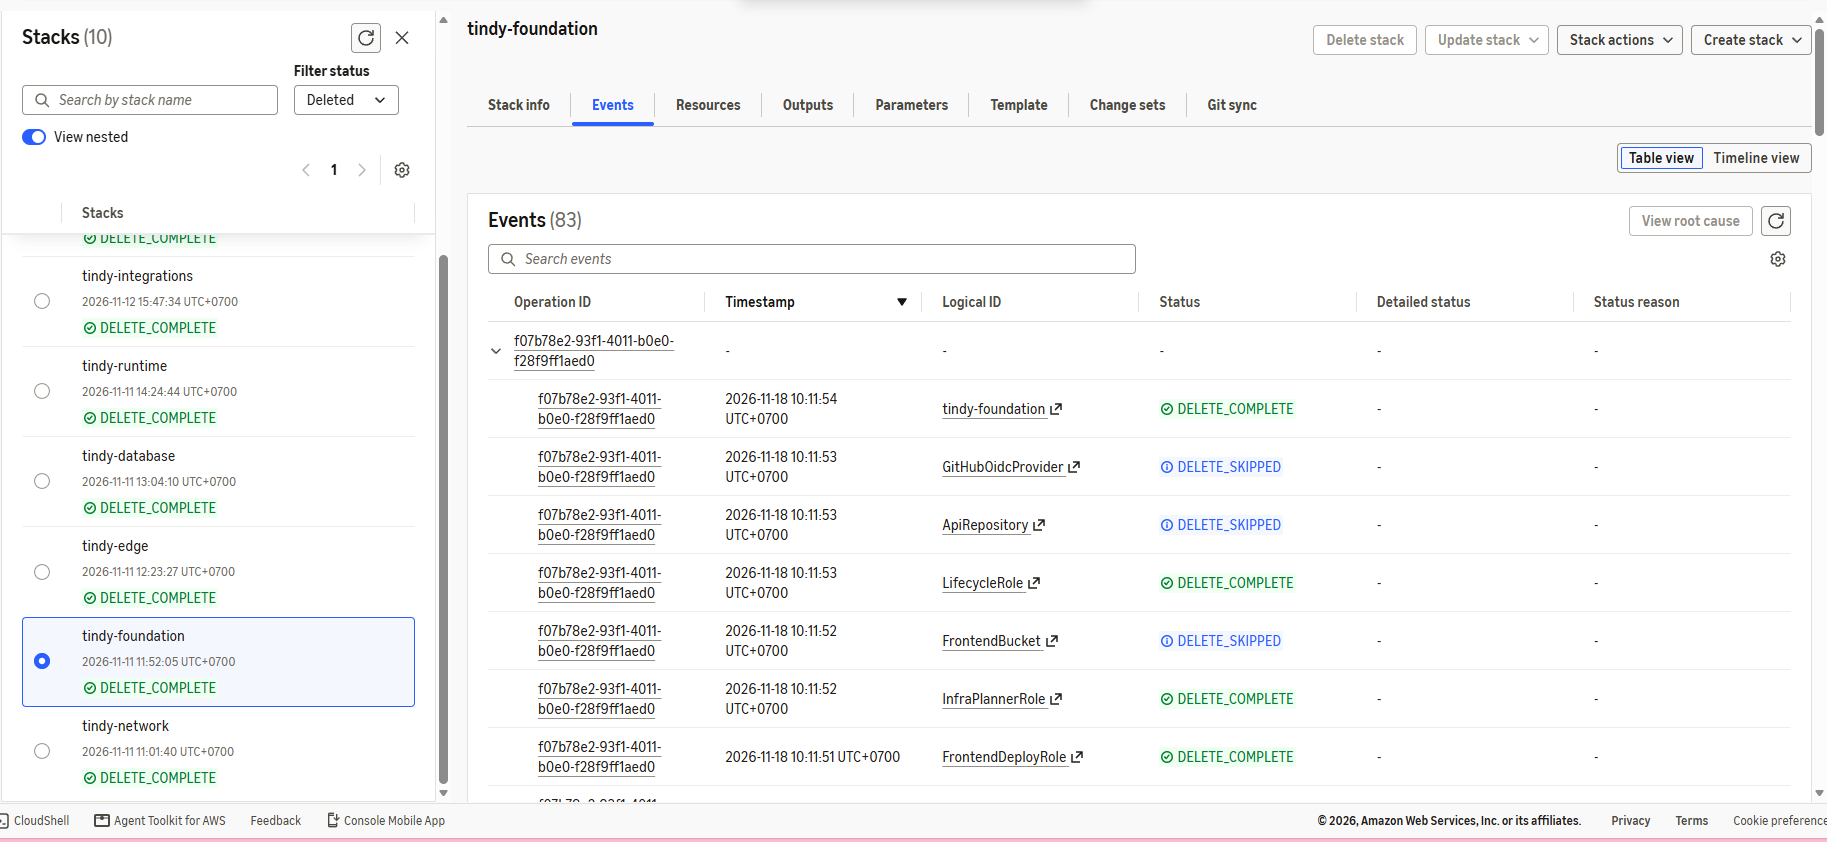 Stacks (10)
Filter status
Search by stack name
Deleted
View nested
1
Stacks
DELETE_COMPLETE
tindy-integrations
2026-11-12 15:47:34 UTC+0700
DELETE_COMPLETE
tindy-runtime
2026-11-11 14:24:44 UTC+0700
DELETE_COMPLETE
tindy-database
2026-11-11 13:04:10 UTC+0700
DELETE_COMPLETE
tindy-edge
2026-11-11 12:23:27 UTC+0700
DELETE_COMPLETE
tindy-foundation
2026-11-11 11:52:05 UTC+0700
DELETE_COMPLETE
tindy-network
2026-11-11 11:01:40 UTC+0700
DELETE_COMPLETE
tindy-foundation
Delete stack Update stack Stack actions Create stack
Stack info Events Resources Outputs Parameters Template Change sets Git sync
Table view Timeline view
Events (83)
View root cause
Search events
Operation ID Timestamp Logical ID Status Detailed status Status reason
f07b78e2-93f1-4011-b0e0-
f28f9ff1aed0 - - - - -
f07b78e2-93f1-4011-
b0e0-f28f9ff1aed0
2026-11-18 10:11:54
UTC+0700
tindy-foundation DELETE_COMPLETE - -
f07b78e2-93f1-4011-
b0e0-f28f9ff1aed0
2026-11-18 10:11:53
UTC+0700
GitHubOidcProvider DELETE_SKIPPED - -
f07b78e2-93f1-4011-
b0e0-f28f9ff1aed0
2026-11-18 10:11:53
UTC+0700
ApiRepository DELETE_SKIPPED - -
f07b78e2-93f1-4011-
b0e0-f28f9ff1aed0
2026-11-18 10:11:53
UTC+0700
LifecycleRole DELETE_COMPLETE - -
f07b78e2-93f1-4011-
b0e0-f28f9ff1aed0
2026-11-18 10:11:52
UTC+0700
FrontendBucket DELETE_SKIPPED - -
f07b78e2-93f1-4011-
b0e0-f28f9ff1aed0
2026-11-18 10:11:52
UTC+0700
InfraPlannerRole DELETE_COMPLETE - -
f07b78e2-93f1-4011-
b0e0-f28f9ff1aed0
2026-11-18 10:11:51 UTC+0700
FrontendDeployRole DELETE_COMPLETE - -
CloudShell Agent Toolkit for AWS Feedback Console Mobile App
© 2026, Amazon Web Services, Inc. or its affiliates. Privacy Terms Cookie preference